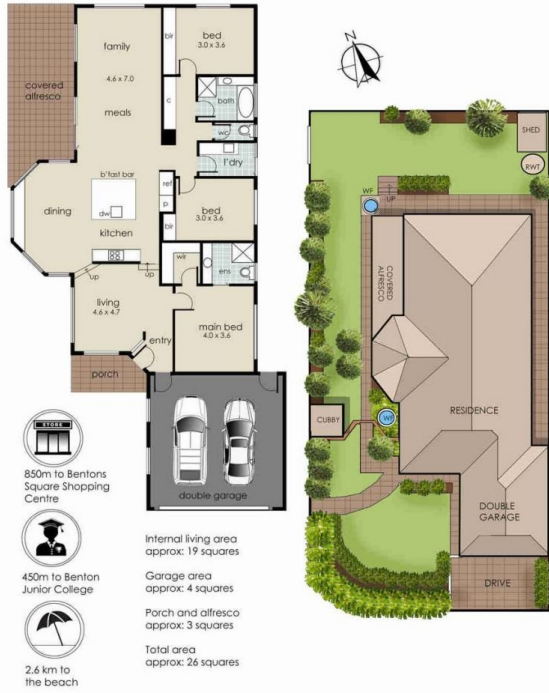 family
4.6 x 7.0
meals
covered
alfresco
bir
bed
3.0 x 3.6
c
bath
wc
l'dry
b'fast bar
dw
dining
kitchen
ref
p
bir
bed
3.0 x 3.6
wir
ens
up
up
living
4.6 x 4.7
entry
main bed
4.0 x 3.6
porch
double garage
STORE
850m to Bentons
Square Shopping
Centre
450m to Benton
Junior College
2.6 km to
the beach
Internal living area
approx: 19 squares
Garage area
approx: 4 squares
Porch and alfresco
approx: 3 squares
Total area
approx: 26 squares
N
SHED
RWT
WF
UP
COVERED
ALFRESCO
CUBBY
WF
RESIDENCE
DOUBLE
GARAGE
DRIVE